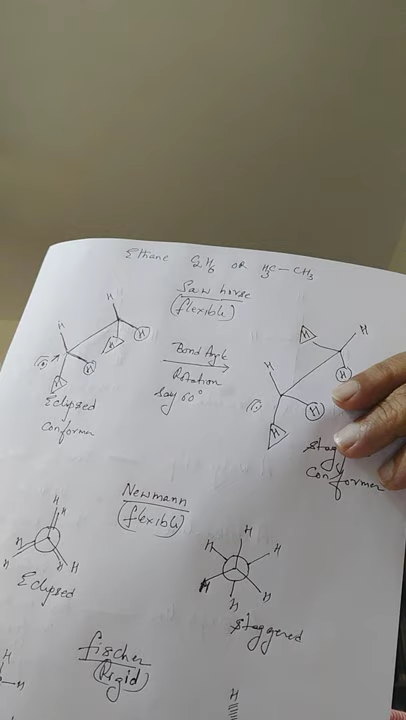 Ethane C2H6 OR H3C-CH3
Saw horse
(flexible)
H
H
H
H
H
H
Eclipsed
Conformer
Bond Angle
Rotation
Say 60°
H
H
H
H
H
Conformer
Newmann
(flexible)
H
H
H
H
H
H
Eclipsed
H
H
H
H
H
H
Staggered
Fischer
(Rigid)
H
H
H